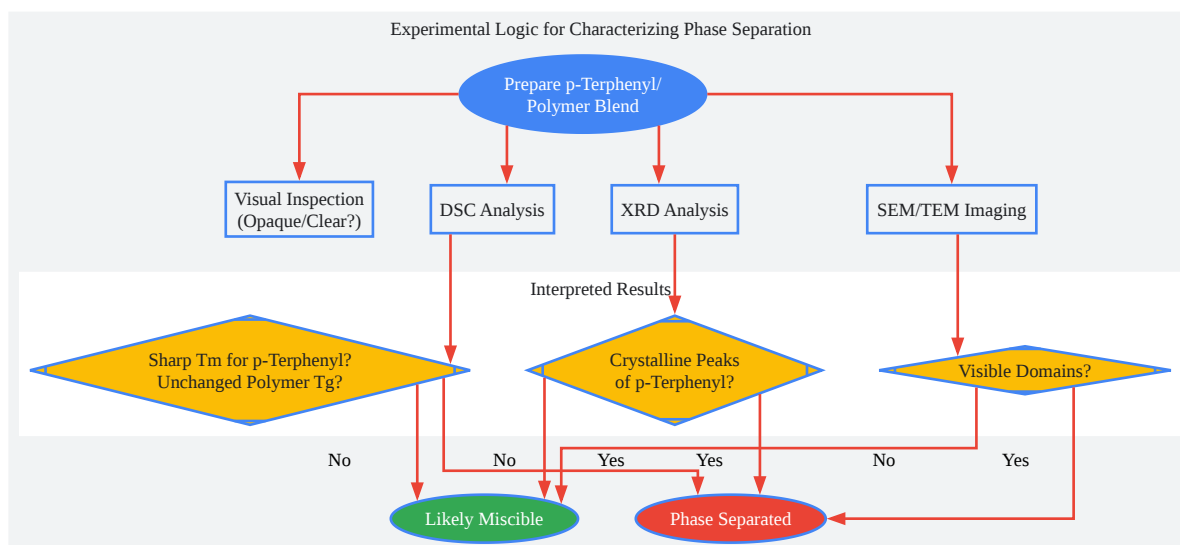 Experimental Logic for Characterizing Phase Separation
Prepare p-Terphenyl/
Polymer Blend
Visual Inspection
(Opaque/Clear?)
DSC Analysis
XRD Analysis
SEM/TEM Imaging
Interpreted Results
Sharp Tm for p-Terphenyl?
Unchanged Polymer Tg?
Crystalline Peaks
of p-Terphenyl?
Visible Domains?
No
No
Yes
Yes
No
Yes
Likely Miscible
Phase Separated